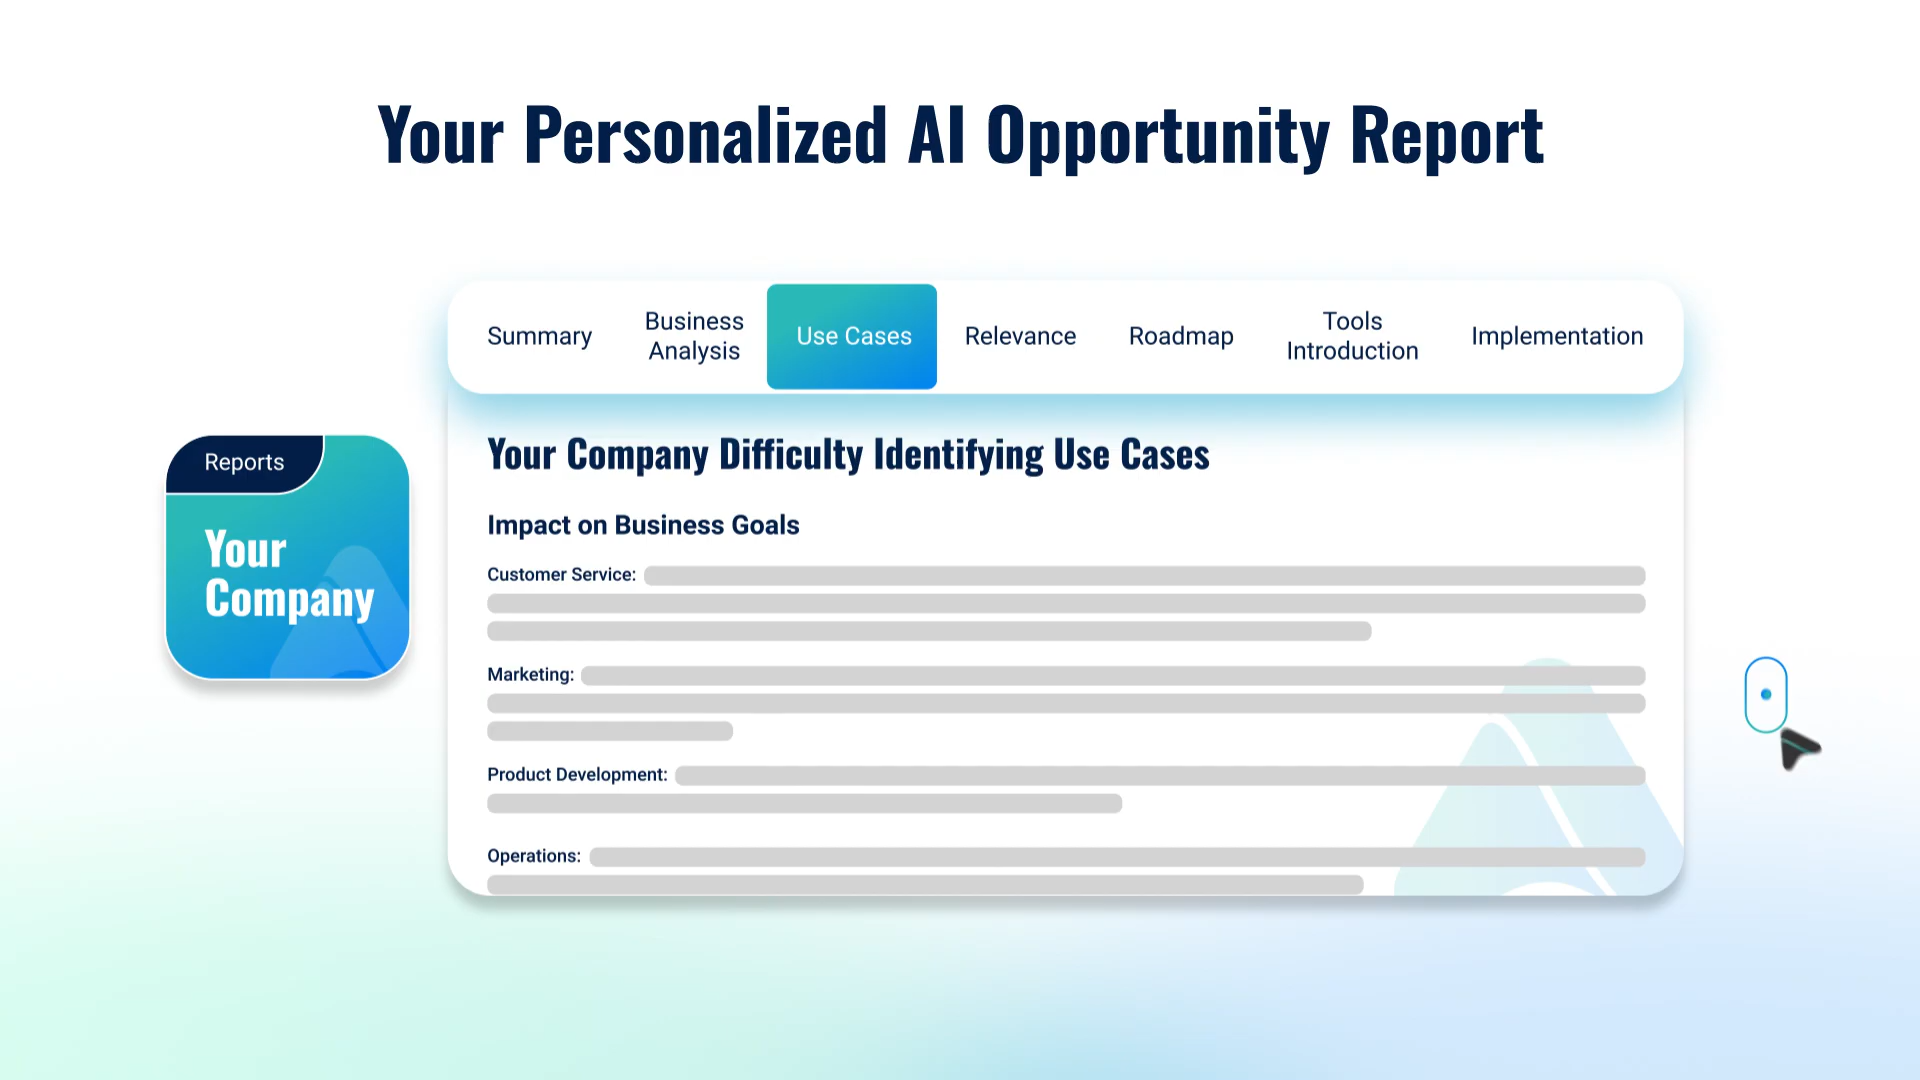 Your Personalized AI Opportunity Report
Summary
Business
Analysis
Use Cases
Relevance
Roadmap
Tools
Introduction
Implementation
Reports
Your
Company
Your Company Difficulty Identifying Use Cases
Impact on Business Goals
Customer Service:
Marketing:
Product Development:
Operations: